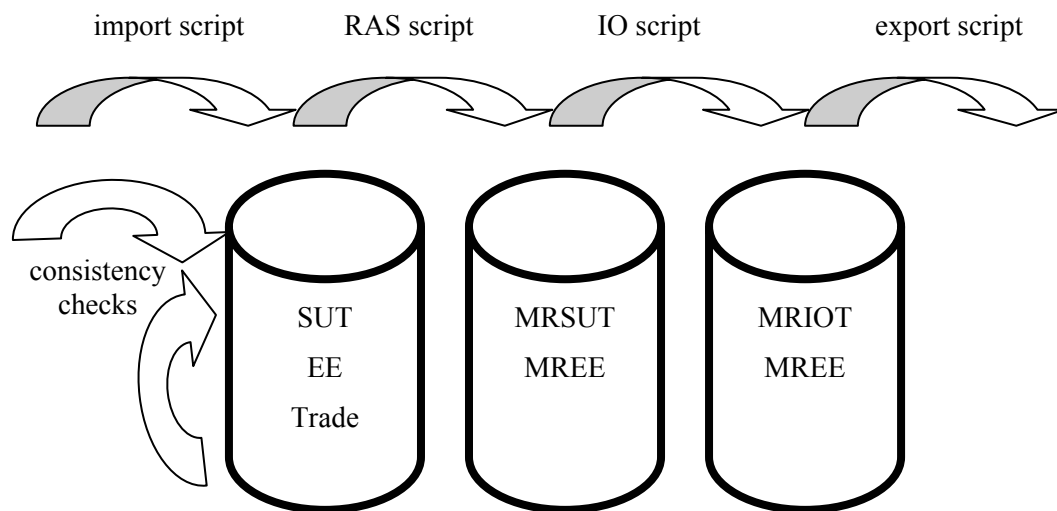 import script
RAS script
IO script
export script
consistency
checks
SUT
EE
Trade
MRSUT
MREE
MRIOT
MREE